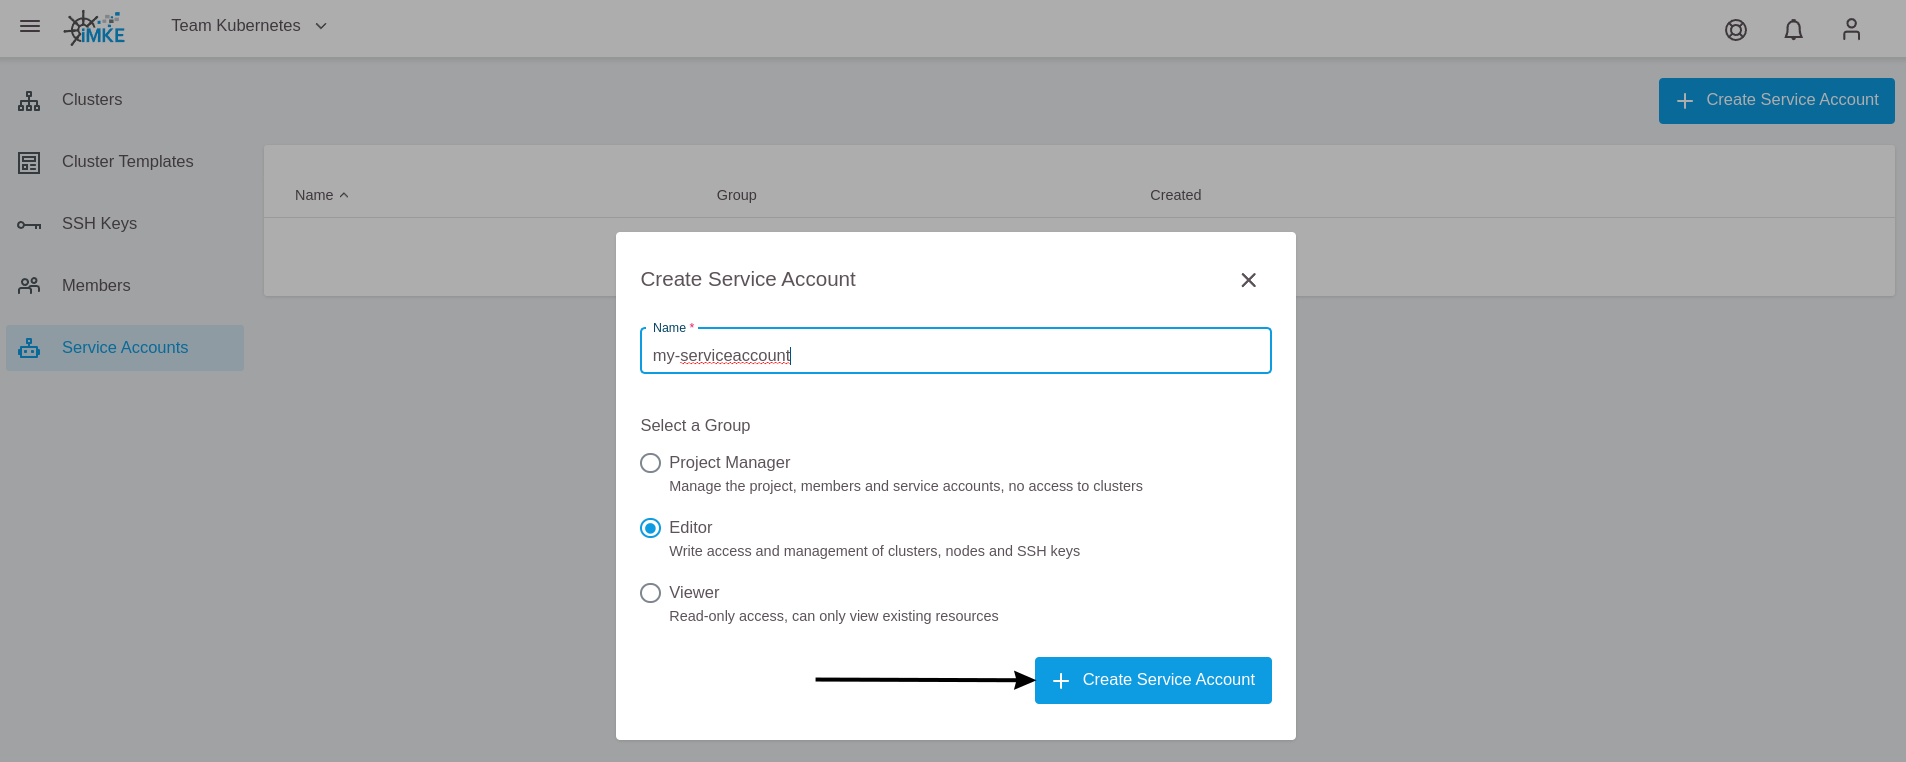 iMKE
Team Kubernetes
Clusters
Create Service Account
Cluster Templates
Name
Group
Created
SSH Keys
Members
Service Accounts
Create Service Account
Name *
my-serviceaccount
Select a Group
Project Manager
Manage the project, members and service accounts, no access to clusters
Editor
Write access and management of clusters, nodes and SSH keys
Viewer
Read-only access, can only view existing resources
Create Service Account